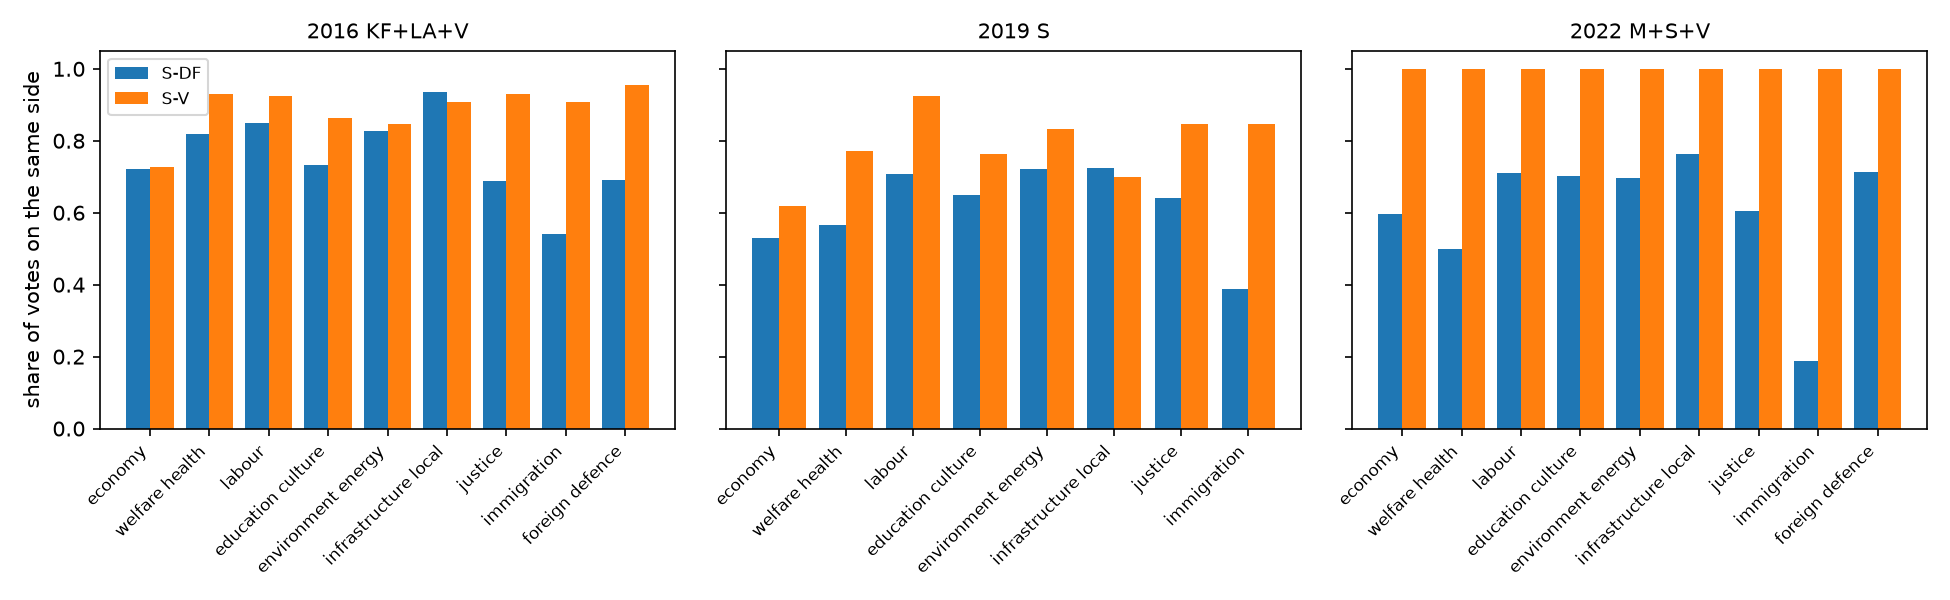 2016 KF+LA+V
2019 S
2022 M+S+V
share of votes on the same side
1.0
0.8
0.6
0.4
0.2
0.0
S-DF
S-V
economy
welfare health
labour
education culture
environment energy
infrastructure local
justice
immigration
foreign defence
economy
welfare health
labour
education culture
environment energy
infrastructure local
justice
immigration
economy
welfare health
labour
education culture
environment energy
infrastructure local
justice
immigration
foreign defence